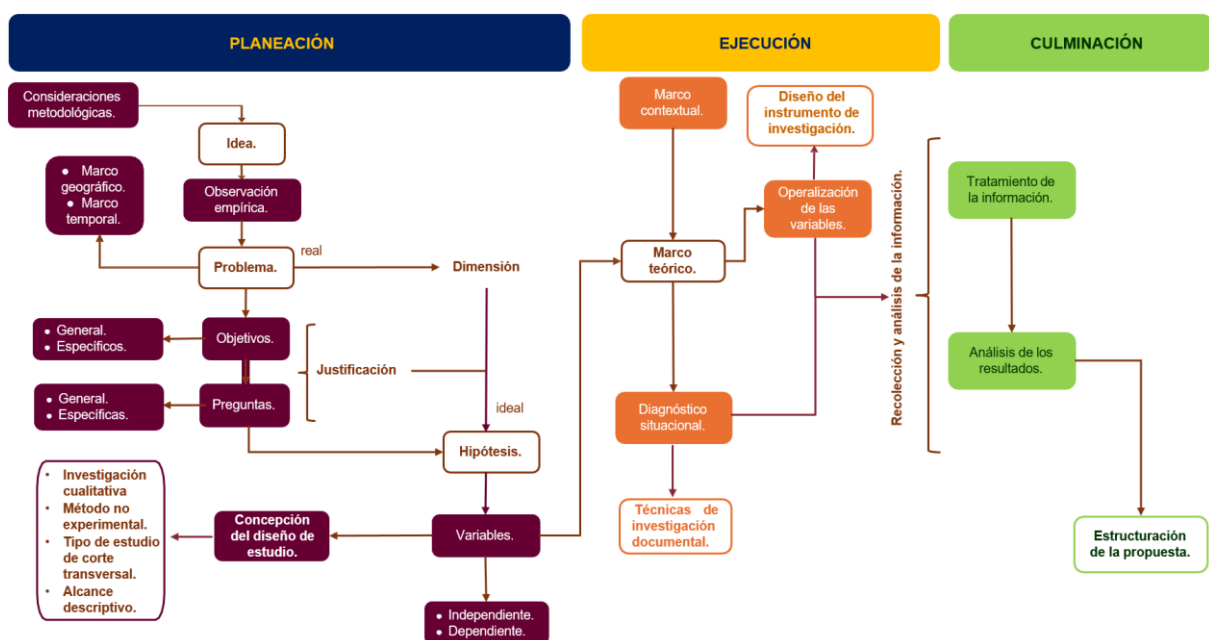 PLANEACIÓN
EJECUCIÓN
CULMINACIÓN
Consideraciones
metodológicas.
Idea.
● Marco
geográfico.
● Marco
temporal.
Observación
empírica.
Problema.
real
Dimensión
● General.
● Específicos.
Objetivos.
Justificación
● General.
● Específicas.
Preguntas.
ideal
Hipótesis.
• Investigación
cualitativa
• Método no
experimental.
• Tipo de estudio
de corte
transversal.
• Alcance
descriptivo.
Concepción
del diseño de
estudio.
Variables.
● Independiente.
● Dependiente.
Marco
contextual.
Diseño del
instrumento de
investigación.
Operalización
de las
variables.
Marco
teórico.
Diagnóstico
situacional.
Técnicas de
investigación
documental.
Recolección y análisis de la información.
Tratamiento de
la información.
Análisis de los
resultados.
Estructuración
de la propuesta.